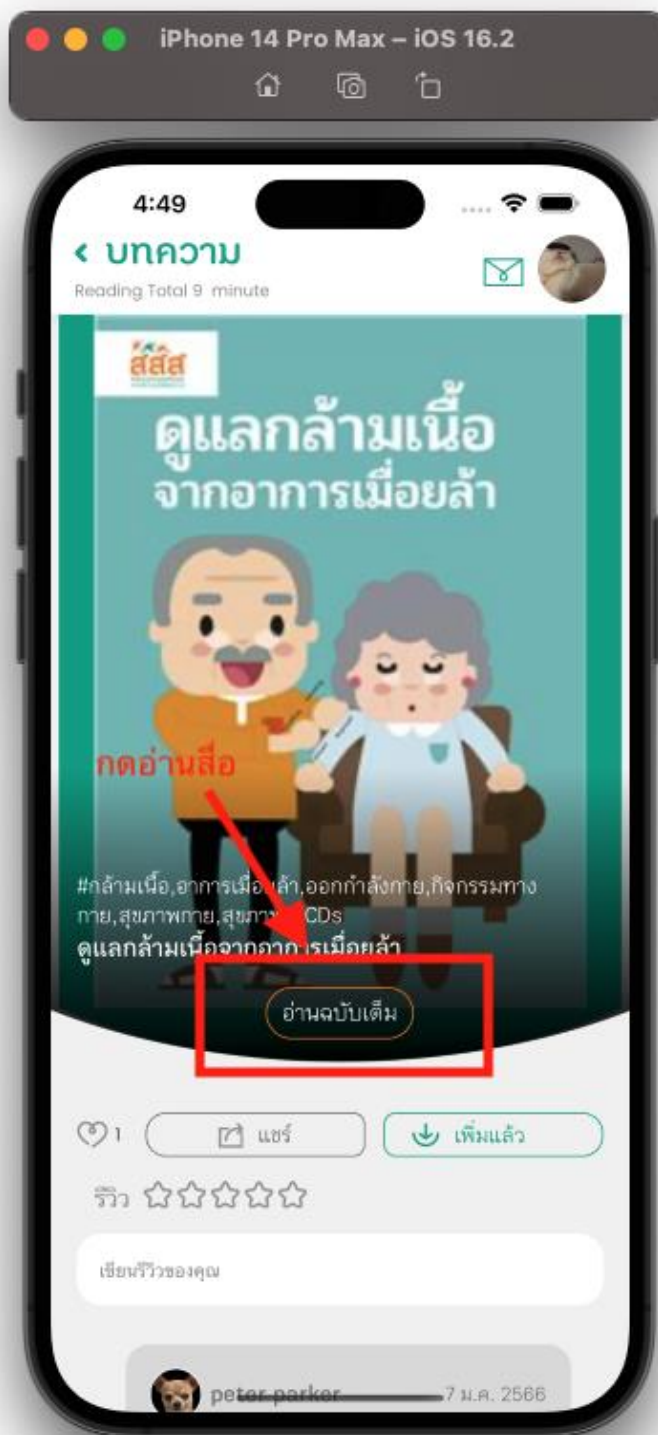 iPhone 14 Pro Max – iOS 16.2
4:49
บทความ
Reading Total 9 minute
สสส
ดูแลกล้ามเนื้อ
จากอาการเมื่อยล้า
กดอ่านสื่อ
#กล้ามเนื้อ,อาการเมื่อยล้า,ออกกำลังกาย,กิจกรรมทาง
กาย,สุขภาพกาย,CDs
ดูแลกล้ามเนื้อจากอาการเมื่อยล้า
อ่านฉบับเต็ม
1
แชร์
เพิ่มแล้ว
รีวิว
เขียนรีวิวของคุณ
peter parker
7 ม.ค. 2566